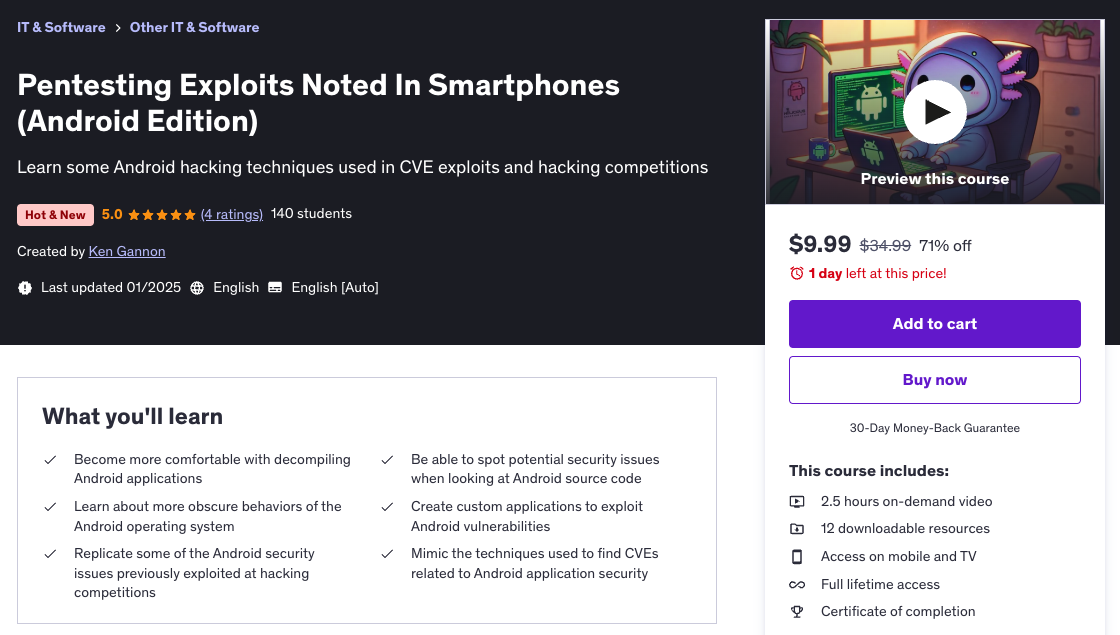 IT & Software > Other IT & Software
Pentesting Exploits Noted In Smartphones
(Android Edition)
Learn some Android hacking techniques used in CVE exploits and hacking competitions
Hot & New 5.0 (4 ratings) 140 students
Created by Ken Gannon
Last updated 01/2025 English English [Auto]
Preview this course
$9.99 $34.99 71% off
1 day left at this price!
Add to cart
Buy now
30-Day Money-Back Guarantee
This course includes:
2.5 hours on-demand video
12 downloadable resources
Access on mobile and TV
Full lifetime access
Certificate of completion
What you'll learn
Become more comfortable with decompiling
Android applications
Learn about more obscure behaviors of the
Android operating system
Replicate some of the Android security
issues previously exploited at hacking
competitions
Be able to spot potential security issues
when looking at Android source code
Create custom applications to exploit
Android vulnerabilities
Mimic the techniques used to find CVEs
related to Android application security